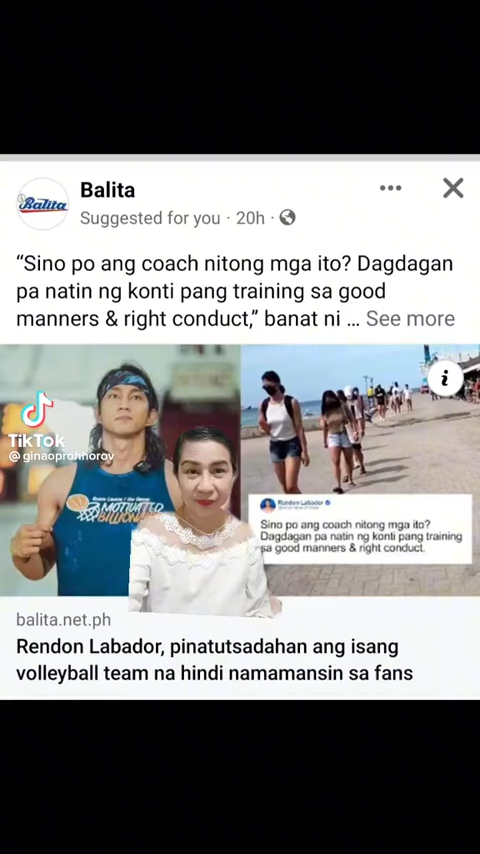 Balita
Balita
Suggested for you · 20h ·
“Sino po ang coach nitong mga ito? Dagdagan
pa natin ng konti pang training sa good
manners & right conduct,” banat ni ... See more
TikTok
@ginaoprohhorov
MOTIVATED
BILLIONS
i
Rendon Labador
Sino po ang coach nitong mga ito?
Dagdagan pa natin ng konti pang training
sa good manners & right conduct.
balita.net.ph
Rendon Labador, pinatutsadahan ang isang
volleyball team na hindi namamansin sa fans